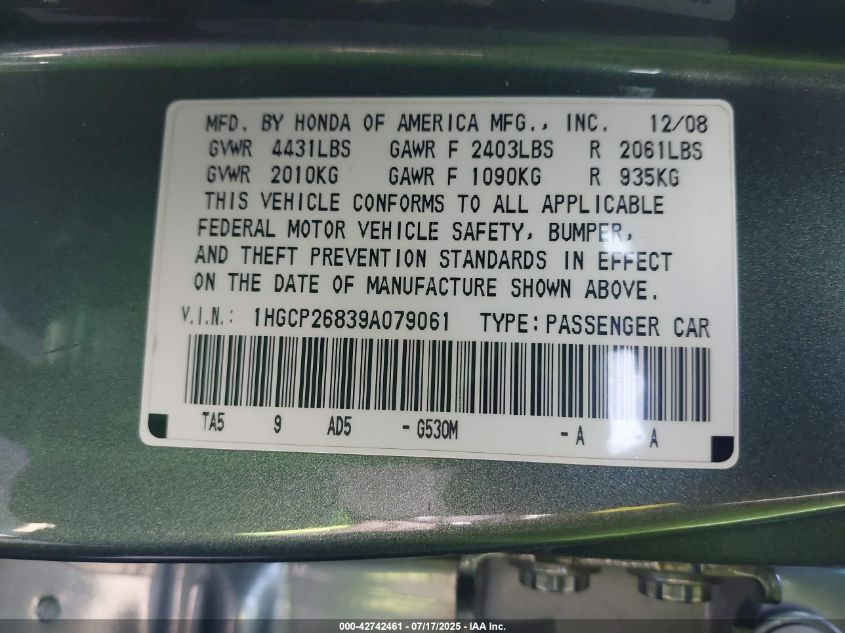 MFD. BY HONDA OF AMERICA MFG., INC. 12/08
GVWR 4431LBS GAWR F 2403LBS R 2061LBS
GVWR 2010KG GAWR F 1090KG R 935KG
THIS VEHICLE CONFORMS TO ALL APPLICABLE
FEDERAL MOTOR VEHICLE SAFETY, BUMPER,
AND THEFT PREVENTION STANDARDS IN EFFECT
ON THE DATE OF MANUFACTURE SHOWN ABOVE.
V.I.N.: 1HGCP26839A079061 TYPE: PASSENGER CAR
TA5 9 AD5 - G530M - A - A
000-42742461 | 07/17/2025 | IAA Inc.